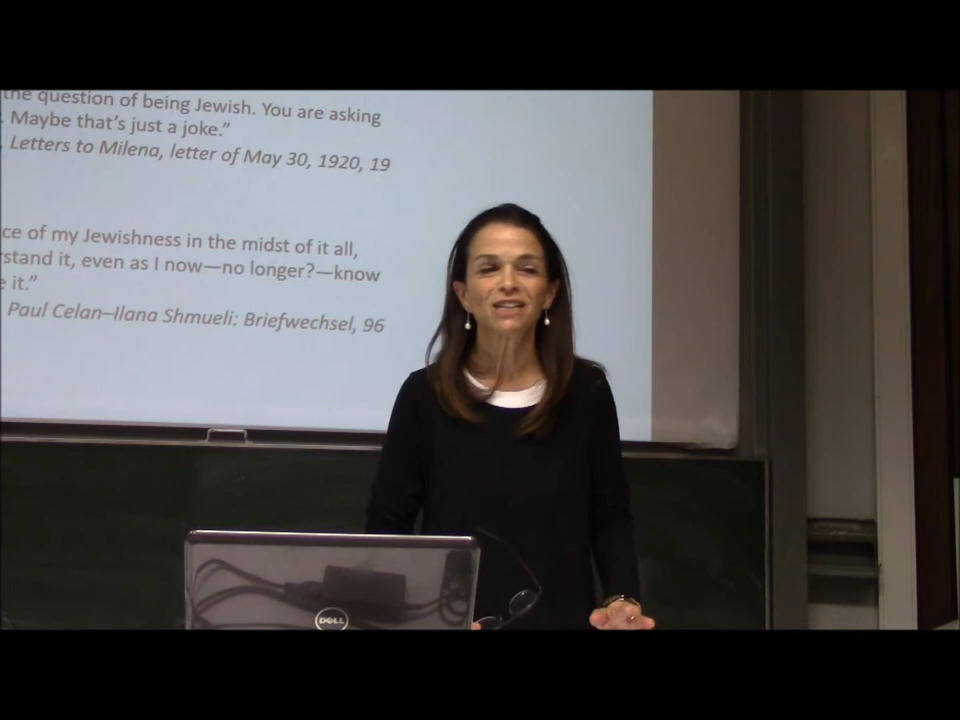 the question of being Jewish. You are asking
. Maybe that's just a joke."
. Letters to Milena, letter of May 30, 1920, 19
ce of my Jewishness in the midst of it all,
rstand it, even as I now—no longer?—know
e it."
Paul Celan–Ilana Shmueli: Briefwechsel, 96
DELL